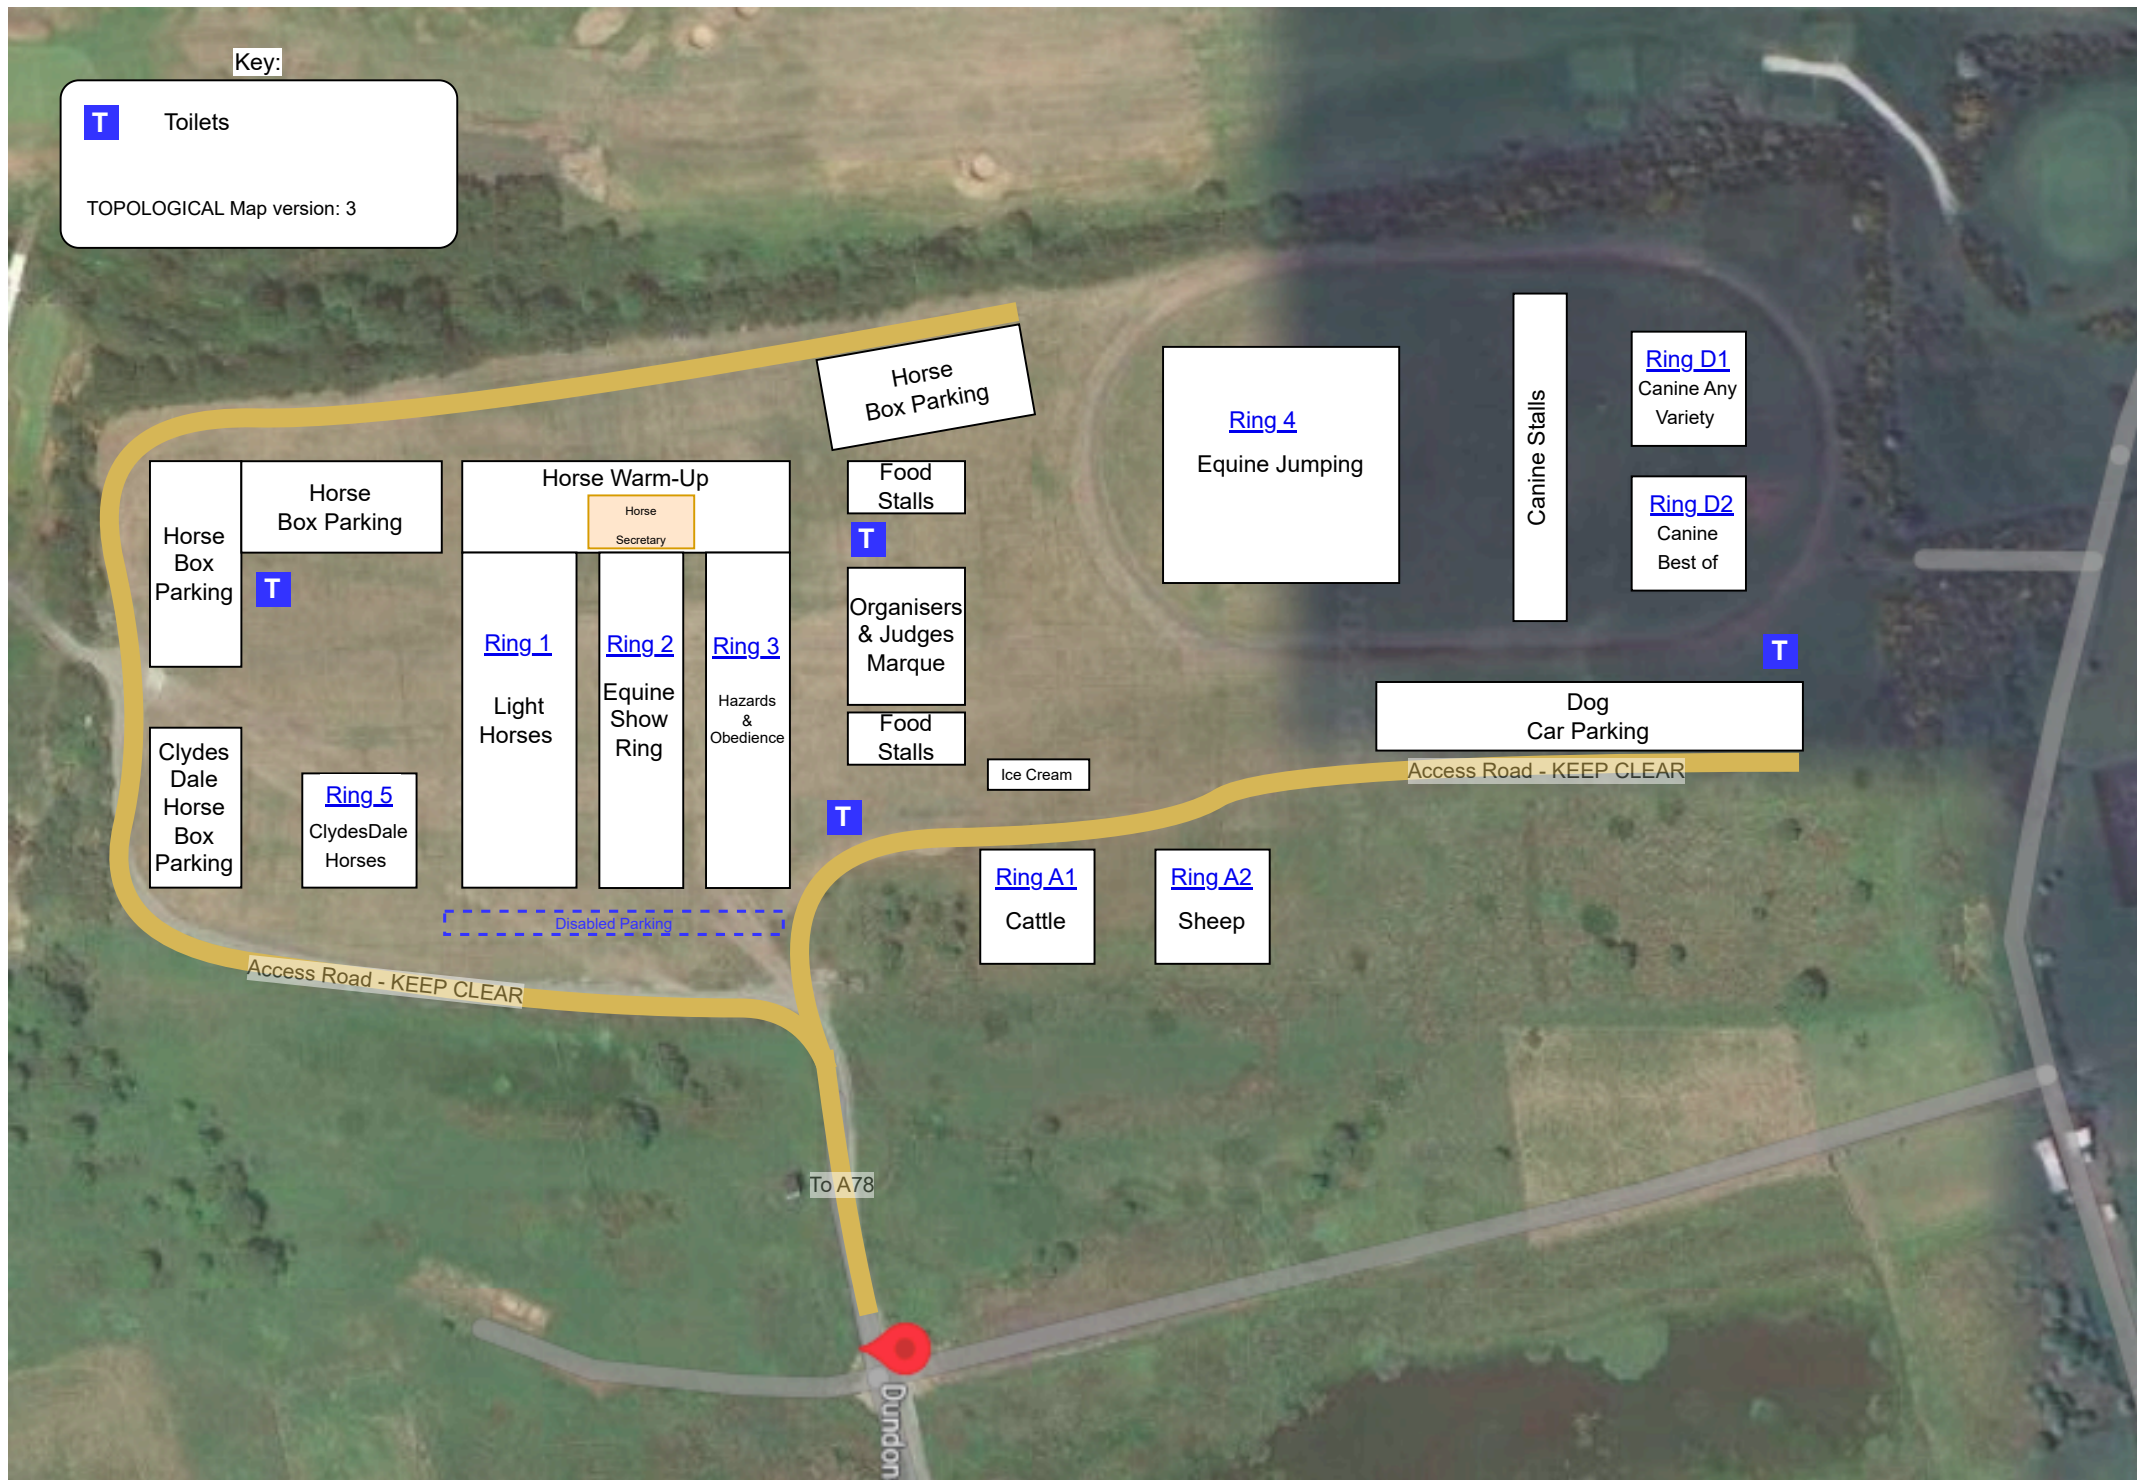 Key:
T Toilets
TOPOLOGICAL Map version: 3
Horse
Box Parking
Ring 4
Equine Jumping
Canine Stalls
Ring D1
Canine Any
Variety
Ring D2
Canine
Best of
Horse
Box
Parking
Horse
Box Parking
T
Horse Warm-Up
Horse
Secretary
Food
Stalls
T
Organisers
& Judges
Marque
Food
Stalls
Ring 1
Light
Horses
Ring 2
Equine
Show
Ring
Ring 3
Hazards
&
Obedience
T
Dog
Car Parking
Access Road - KEEP CLEAR
Ice Cream
T
Clydes
Dale
Horse
Box
Parking
Ring 5
ClydesDale
Horses
Ring A1
Cattle
Ring A2
Sheep
Disabled Parking
Access Road - KEEP CLEAR
To A78
Dundon